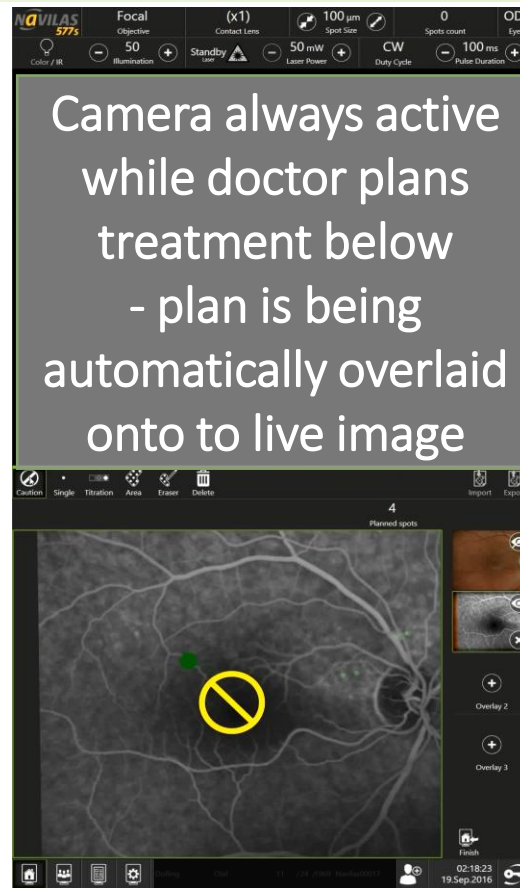 NAVILAS
577s
Focal
Objective
(x1)
Contact Lens
100 µm
Spot Size
0
Spots count
OD
Eye
Color / IR
50
Illumination
Standby
Laser
50 mW
Laser Power
CW
Duty Cycle
100 ms
Pulse Duration
Camera always active
while doctor plans
treatment below
- plan is being
automatically overlaid
onto to live image
Caution
Single
Titration
Area
Eraser
Delete
Import
4
Planned spots
Overlay 2
Overlay 3
Finish
02:18:23
19.Sep.2016